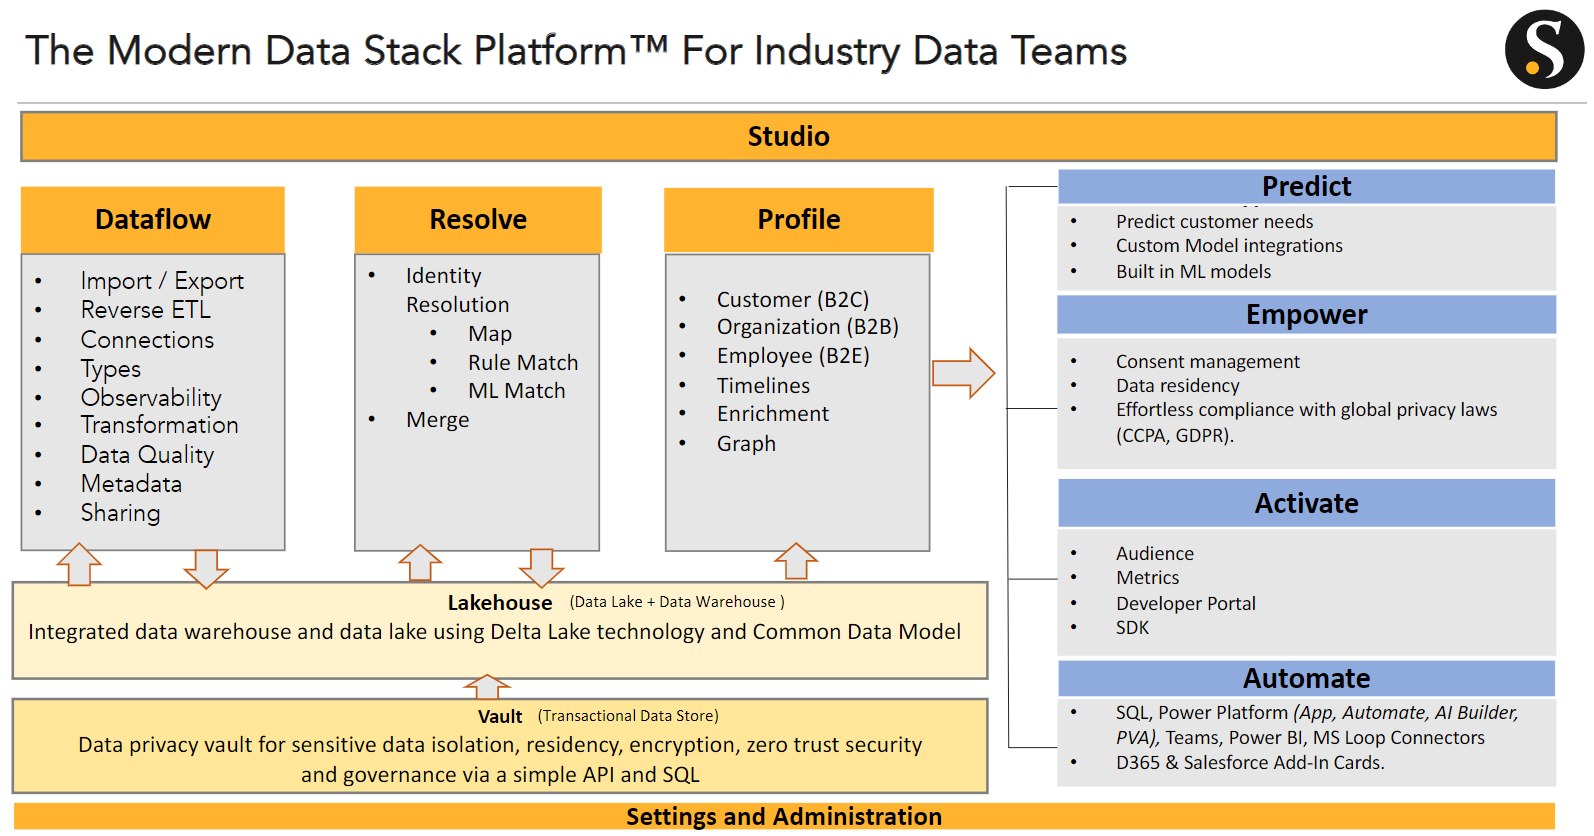 The Modern Data Stack Platform™ For Industry Data Teams
S
Studio
Dataflow
• Import / Export
• Reverse ETL
• Connections
• Types
• Observability
Transformation
• Data Quality
• Metadata
• Sharing
Resolve
• Identity
Resolution
• Map
• Rule Match
• ML Match
• Merge
Profile
• Customer (B2C)
• Organization (B2B)
• Employee (B2E)
• Timelines
• Enrichment
• Graph
Predict
• Predict customer needs
• Custom Model integrations
• Built in ML models
Empower
• Consent management
• Data residency
• Effortless compliance with global privacy laws
(CCPA, GDPR).
Activate
• Audience
• Metrics
• Developer Portal
• SDK
Automate
• SQL, Power Platform (App, Automate, AI Builder,
PVA), Teams, Power BI, MS Loop Connectors
• D365 & Salesforce Add-In Cards.
Lakehouse (Data Lake + Data Warehouse )
Integrated data warehouse and data lake using Delta Lake technology and Common Data Model
Vault (Transactional Data Store)
Data privacy vault for sensitive data isolation, residency, encryption, zero trust security
and governance via a simple API and SQL
Settings and Administration